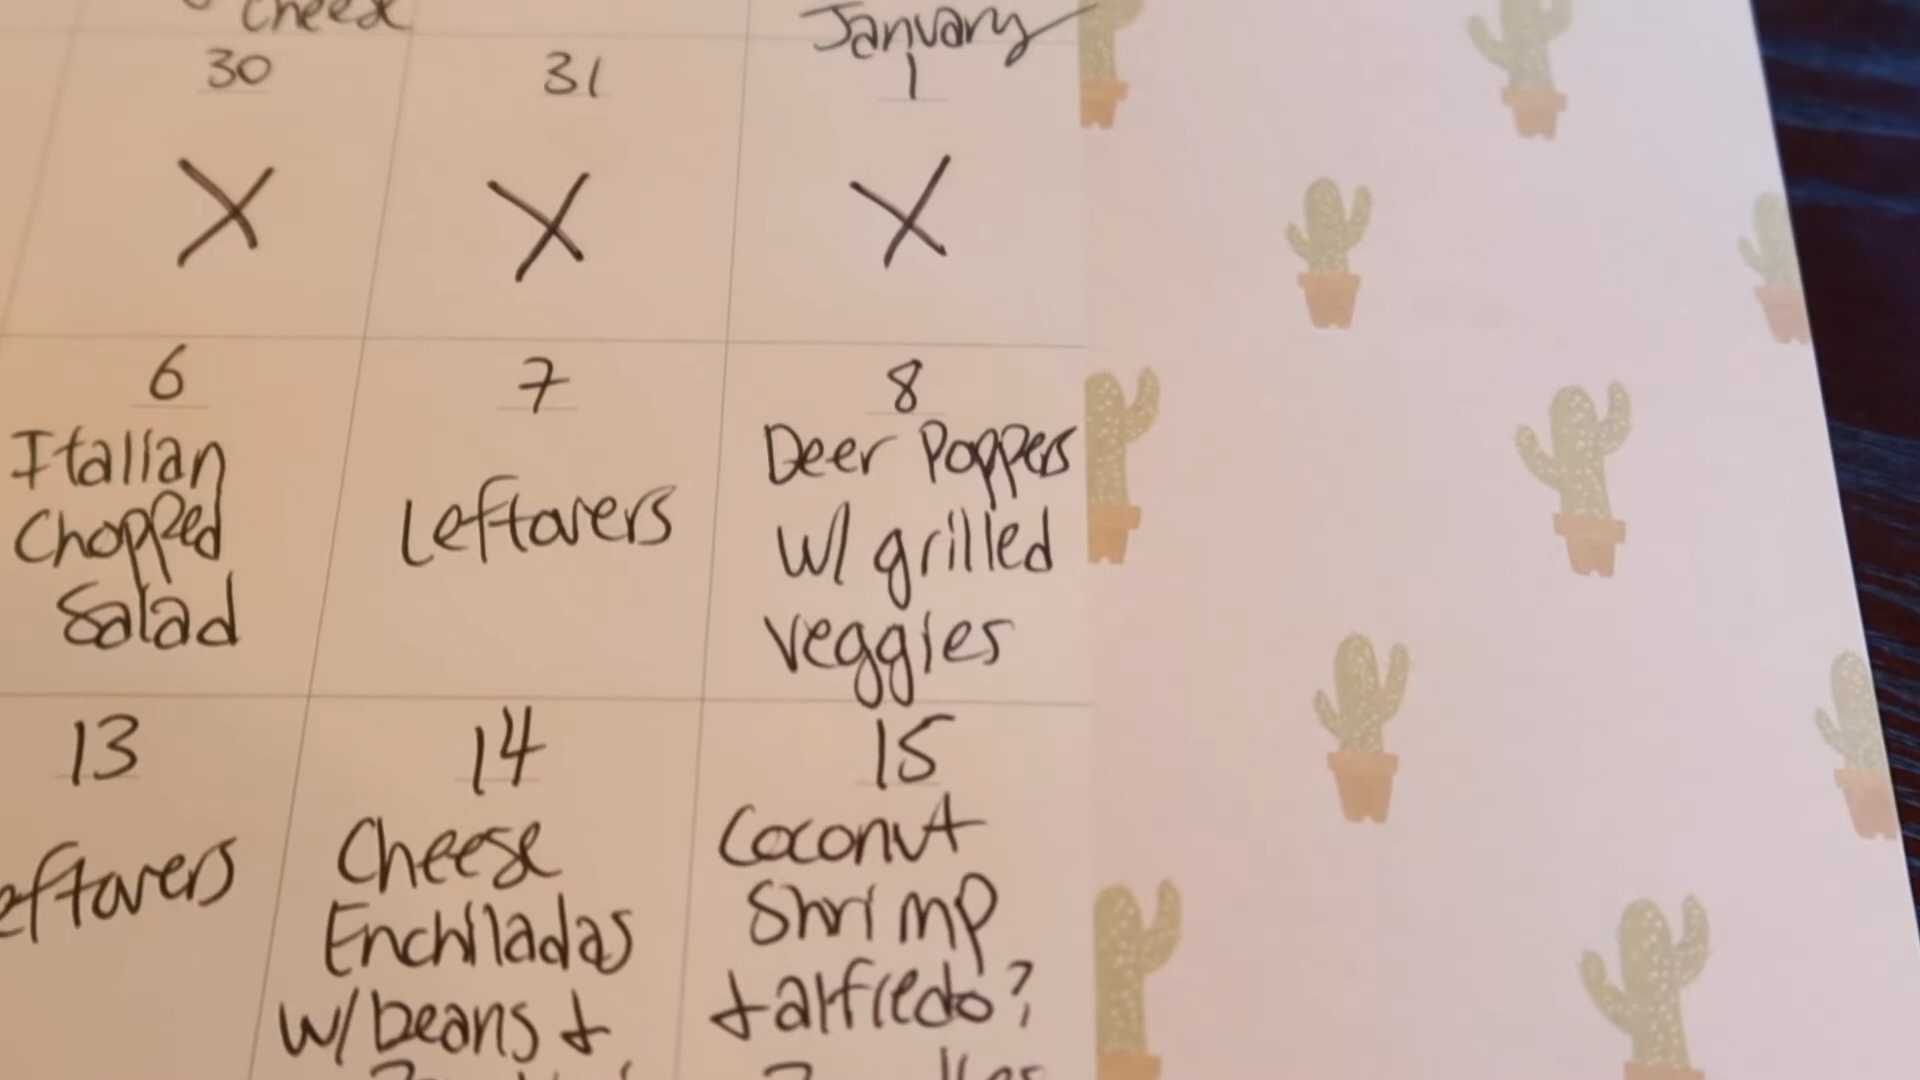 Cheese
January
30 31 1
X X X
6 7 8
Italian
Chopped
Salad
Leftovers
Deer Poppers
w/ grilled
veggies
13 14 15
eftovers
Cheese
Enchiladas
w/ beans +
Coconut
Shrimp
+ alfredo?